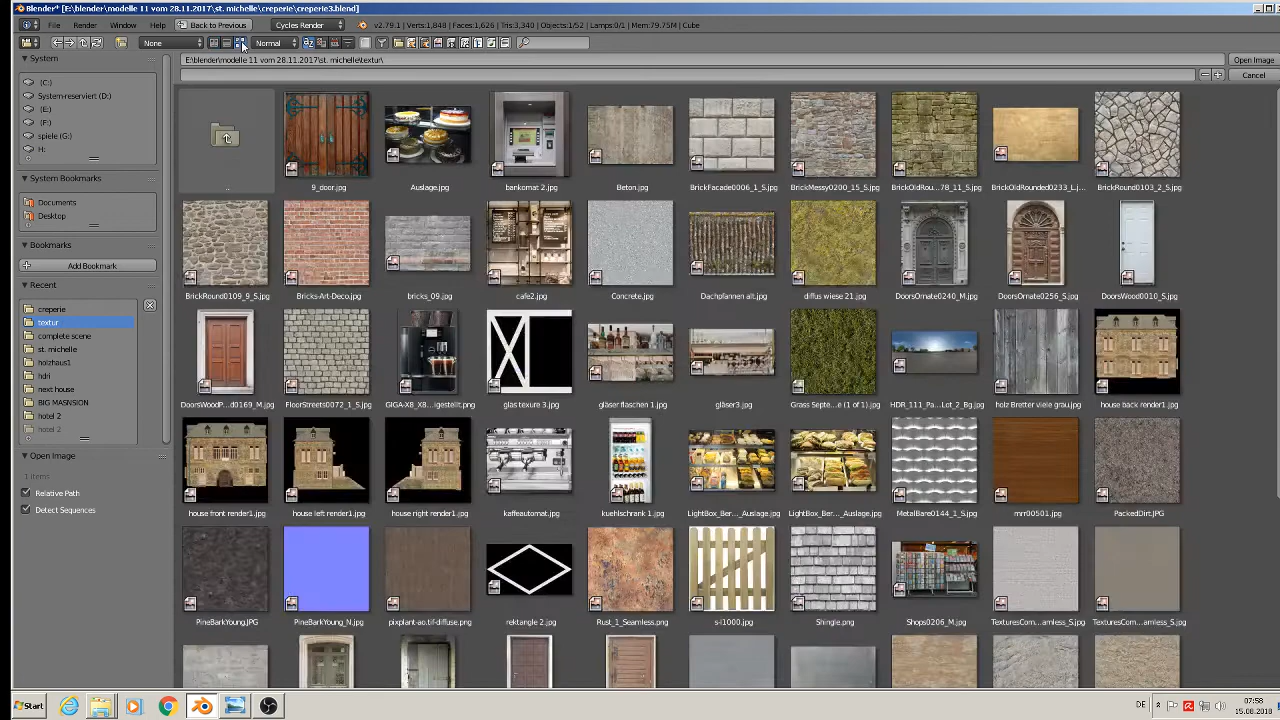 Blender* [E:\blender\modelle 11 vom 28.11.2017\st. michelle\creperie\creperie3.blend]
File Render Window Help Back to Previous Cycles Render v2.79.1 | Verts:1,848 | Faces:1,626 | Tris:3,340 | Objects:1/52 | Lamps:0/1 | Mem:79.75M | Cube
None Normal
System
(C:)
System-reserviert (D:)
(E:)
(F:)
spiele (G:)
H:
System Bookmarks
Documents
Desktop
Bookmarks
Add Bookmark
Recent
creperie
textur
complete scene
st. michelle
holzhaus1
hdri
next house
BIG MASNSION
hotel 2
hotel 2
Open Image
Relative Path
Detect Sequences
E:\blender\modelle 11 vom 28.11.2017\st. michelle\textur\
Open Image
Cancel
.. 9_door.jpg Auslage.jpg bankomat 2.jpg Beton.jpg BrickFacade0006_1_S.jpg BrickMessy0200_15_S.jpg BrickOldRou...78_11_S.jpg BrickOldRounded0233_L.j... BrickRound0103_2_S.jpg
BrickRound0109_9_S.jpg Bricks-Art-Deco.jpg bricks_09.jpg cafe2.jpg Concrete.jpg Dachpfannen alt.jpg diffus wiese 21.jpg DoorsOrnate0240_M.jpg DoorsOrnate0256_S.jpg DoorsWood0010_S.jpg
DoorsWoodP...d0169_M.jpg FloorStreets0072_1_S.jpg GIGA-X8_X8...igestellt.png glas texure 3.jpg gläser flaschen 1.jpg gläser3.jpg Grass Septe...e (1 of 1).jpg HDR_111_Pa..._Lot_2_Bg.jpg holz Bretter viele grau.jpg house back render1.jpg
house front render1.jpg house left render1.jpg house right render1.jpg kaffeeautomat.jpg kuehlschrank 1.jpg LightBox_Ber..._Auslage.jpg LightBox_Ber..._Auslage.jpg MetalBare0144_1_S.jpg mrr00501.jpg PackedDirt.JPG
PineBarkYoung.JPG PineBarkYoung_N.jpg pixplant-ao.tif-diffuse.png rektangle 2.jpg Rust_1_Seamless.png s-l1000.jpg Shingle.png Shops0206_M.jpg TexturesCom...amless_S.jpg TexturesCom...amless_S.jpg
Start DE 07:58
15.08.2018